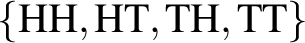 {HH, HT, TH, TT}